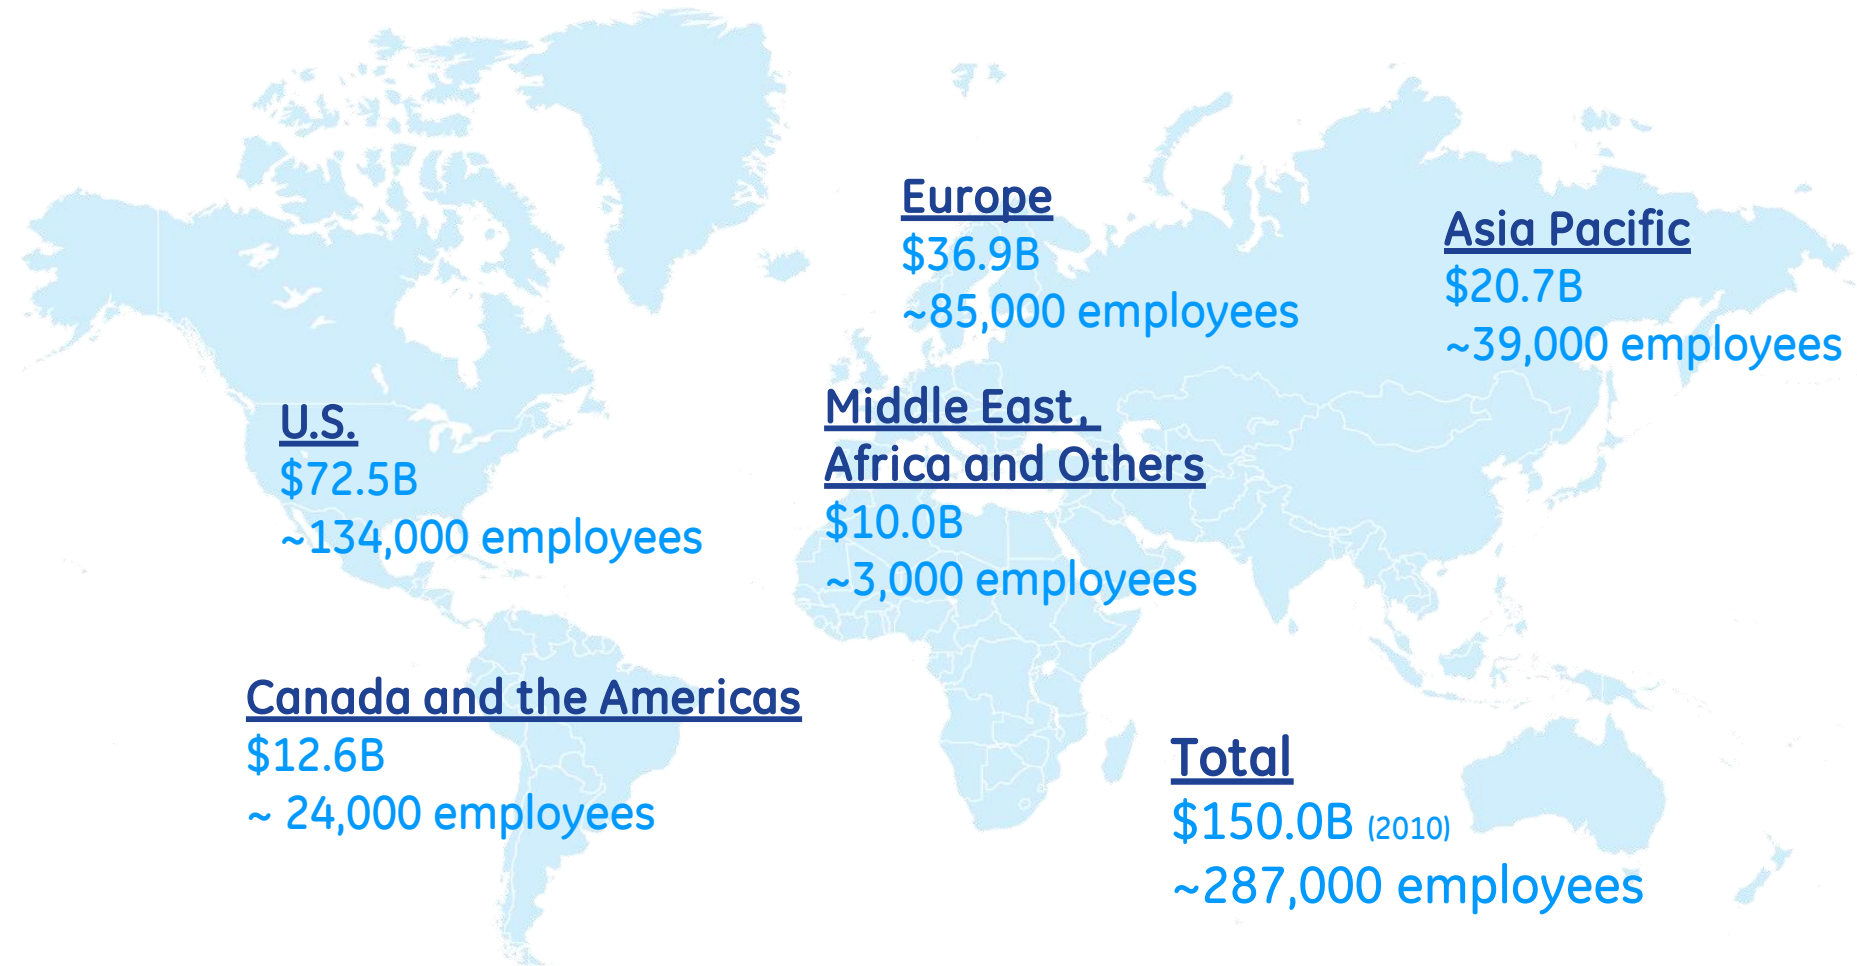 Europe
$36.9B
~85,000 employees
Asia Pacific
$20.7B
~39,000 employees
U.S.
$72.5B
~134,000 employees
Middle East,
Africa and Others
$10.0B
~3,000 employees
Canada and the Americas
$12.6B
~ 24,000 employees
Total
$150.0B (2010)
~287,000 employees